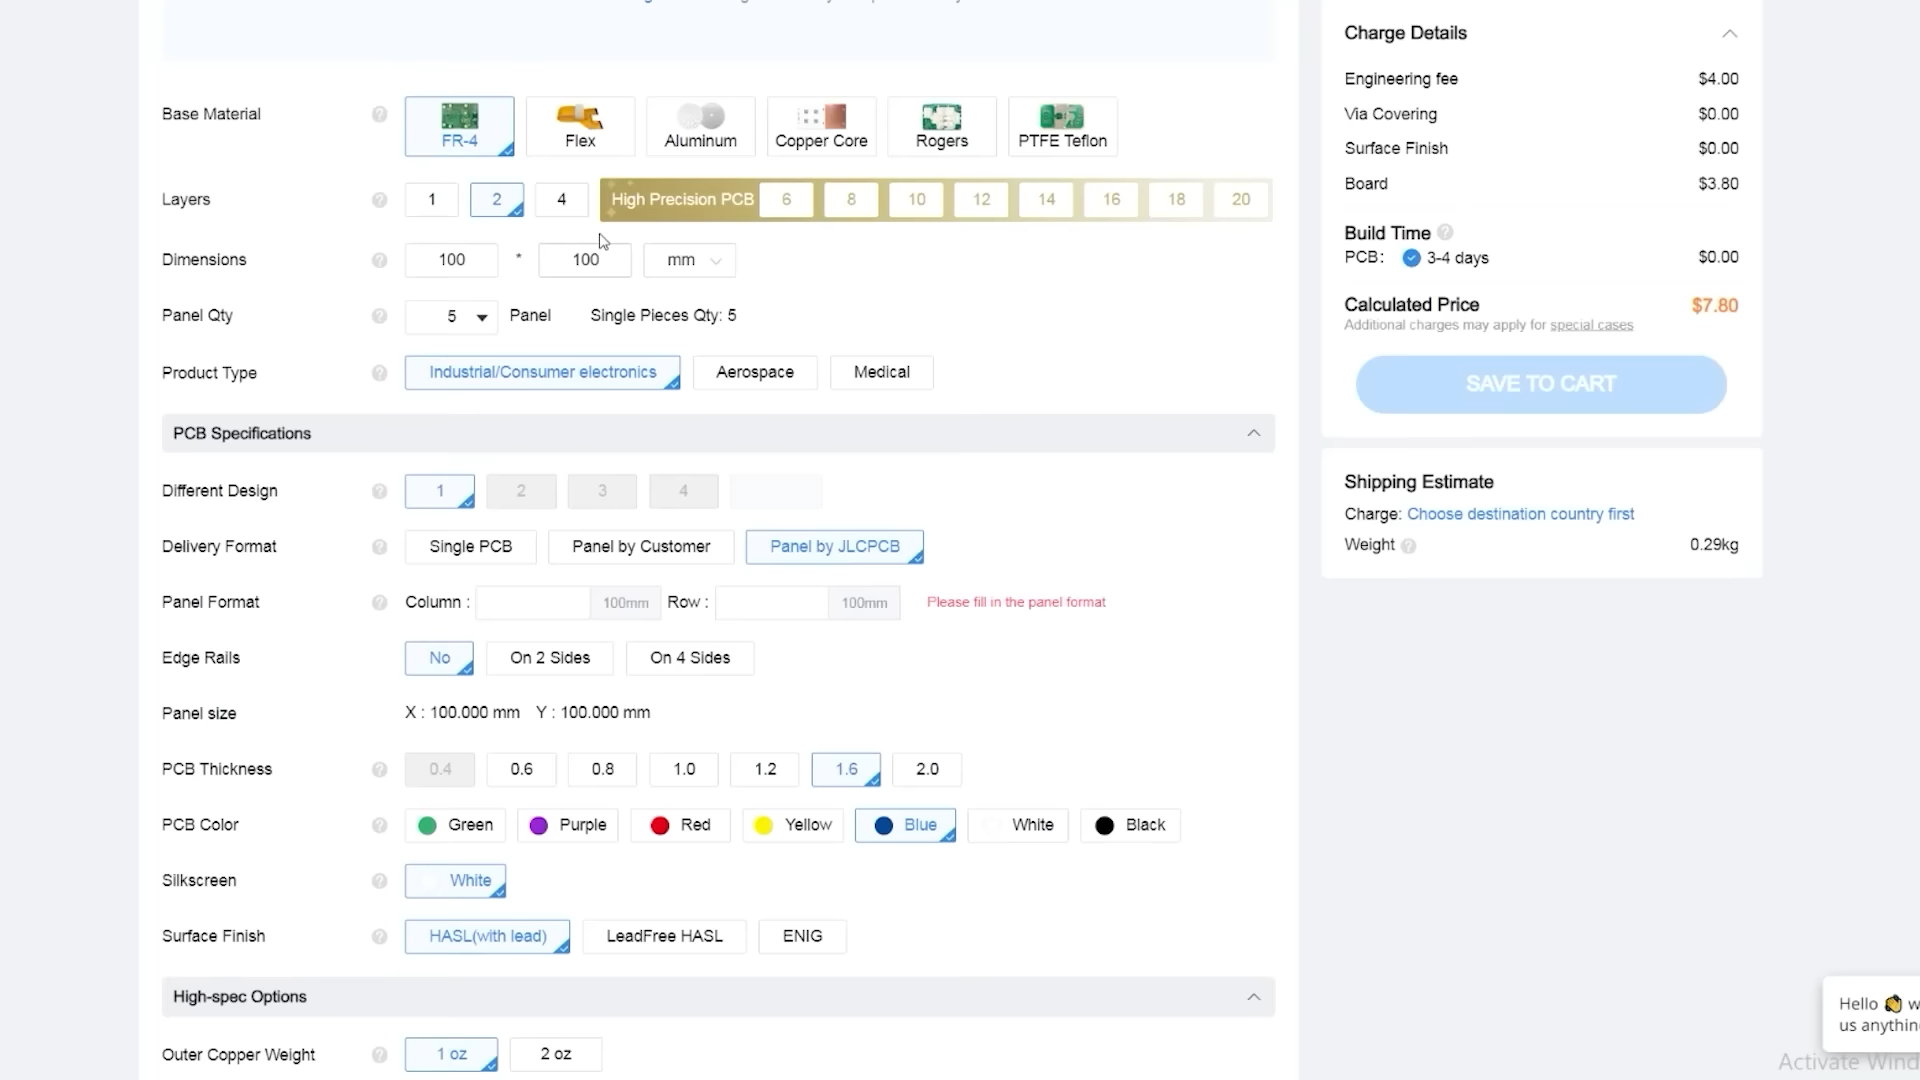 Base Material
FR-4
Flex
Aluminum
Copper Core
Rogers
PTFE Teflon
Layers
1
2
4
High Precision PCB
6
8
10
12
14
16
18
20
Dimensions
100
*
100
mm
Panel Qty
5
Panel
Single Pieces Qty: 5
Product Type
Industrial/Consumer electronics
Aerospace
Medical
PCB Specifications
Different Design
1
2
3
4
Delivery Format
Single PCB
Panel by Customer
Panel by JLCPCB
Panel Format
Column :
100mm
Row :
100mm
Please fill in the panel format
Edge Rails
No
On 2 Sides
On 4 Sides
Panel size
X : 100.000 mm Y : 100.000 mm
PCB Thickness
0.4
0.6
0.8
1.0
1.2
1.6
2.0
PCB Color
Green
Purple
Red
Yellow
Blue
White
Black
Silkscreen
White
Surface Finish
HASL(with lead)
LeadFree HASL
ENIG
High-spec Options
Outer Copper Weight
1 oz
2 oz
Charge Details
Engineering fee $4.00
Via Covering $0.00
Surface Finish $0.00
Board $3.80
Build Time
PCB: 3-4 days $0.00
Calculated Price $7.80
Additional charges may apply for special cases
SAVE TO CART
Shipping Estimate
Charge: Choose destination country first
Weight 0.29kg
Hello 👋 w
us anythin
Activate Wind